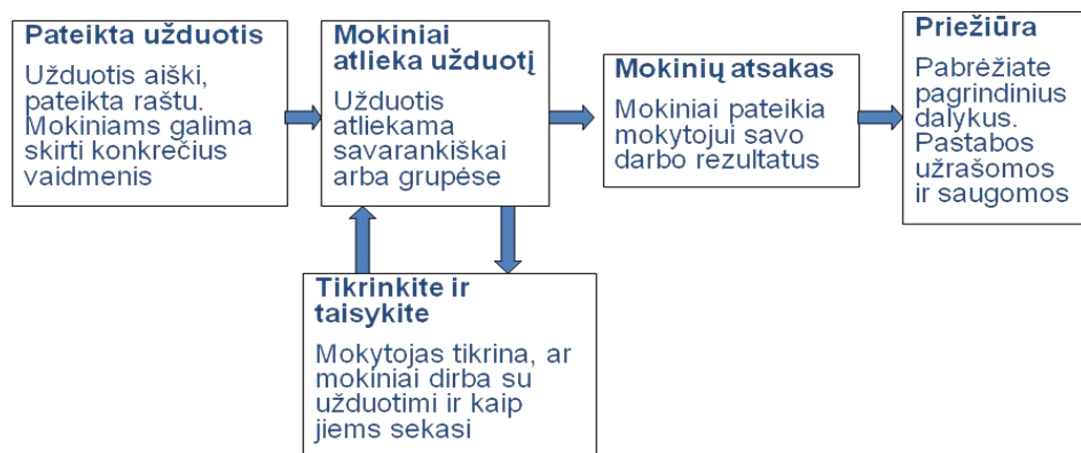 Pateikta užduotis
Užduotis aiški,
pateikta raštu.
Mokiniams galima
skirti konkrečius
vaidmenis
Mokiniai
atlieka užduotį
Užduotis
atliekama
savarankiškai
arba grupėse
Mokinių atsakas
Mokiniai pateikia
mokytojui savo
darbo rezultatus
Priežiūra
Pabrėžiate
pagrindinius
dalykus.
Pastabos
užrašomos
ir saugomos
Tikrinkite ir
taisykite
Mokytojas tikrina, ar
mokiniai dirba su
užduotimi ir kaip
jiems sekasi